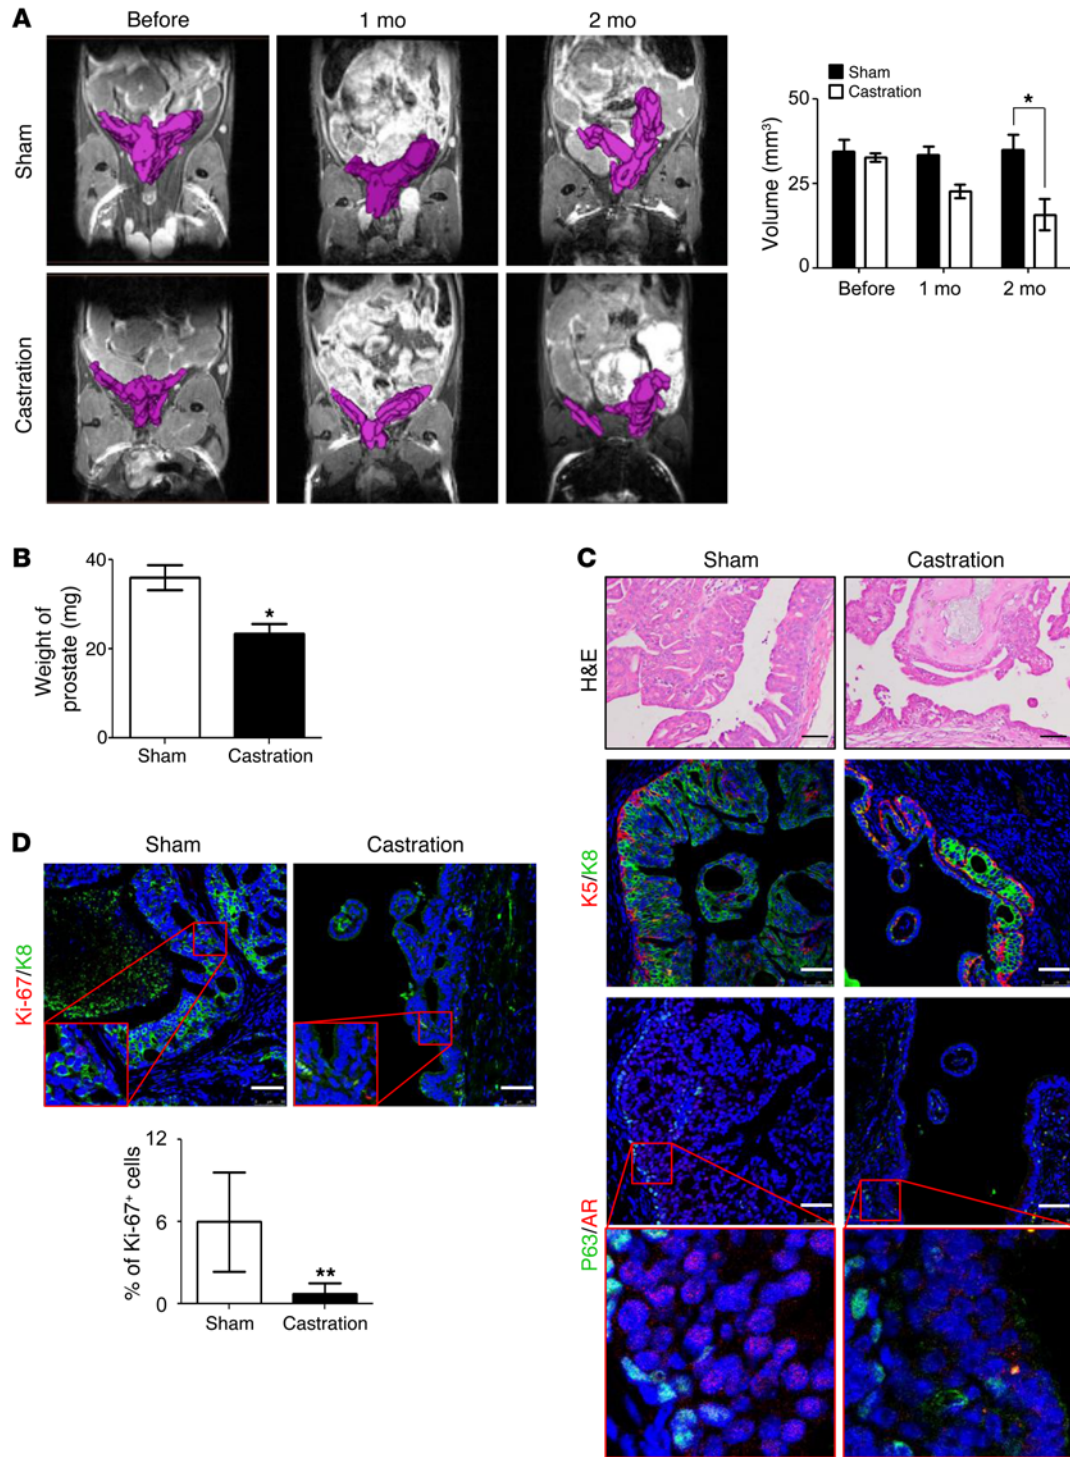 A
Before
1 mo
2 mo
Sham
Castration
Sham
Castration
Volume (mm³)
50
25
0
*
Before
1 mo
2 mo
B
Weight of
prostate (mg)
40
20
0
*
Sham
Castration
C
Sham
Castration
H&E
K5/K8
P63/AR
D
Sham
Castration
Ki-67/K8
% of Ki-67⁺ cells
12
6
0
**
Sham
Castration